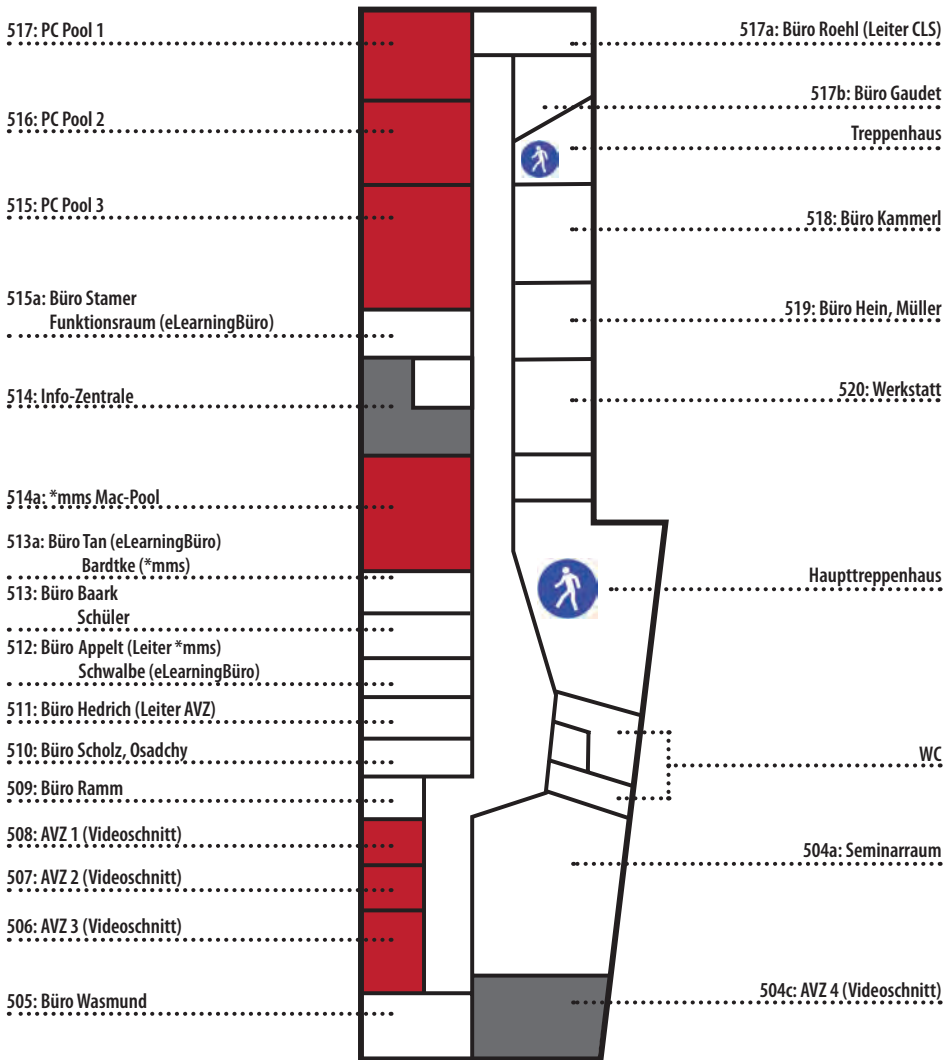 517: PC Pool 1
516: PC Pool 2
515: PC Pool 3
515a: Büro Stamer
Funktionsraum (eLearningBüro)
514: Info-Zentrale
514a: *mms Mac-Pool
513a: Büro Tan (eLearningBüro)
Bardtke (*mms)
513: Büro Baark
Schüler
512: Büro Appelt (Leiter *mms)
Schwalbe (eLearningBüro)
511: Büro Hedrich (Leiter AVZ)
510: Büro Scholz, Osadchy
509: Büro Ramm
508: AVZ 1 (Videoschnitt)
507: AVZ 2 (Videoschnitt)
506: AVZ 3 (Videoschnitt)
505: Büro Wasmund
517a: Büro Roehl (Leiter CLS)
517b: Büro Gaudet
Treppenhaus
518: Büro Kammerl
519: Büro Hein, Müller
520: Werkstatt
Haupttreppenhaus
WC
504a: Seminarraum
504c: AVZ 4 (Videoschnitt)